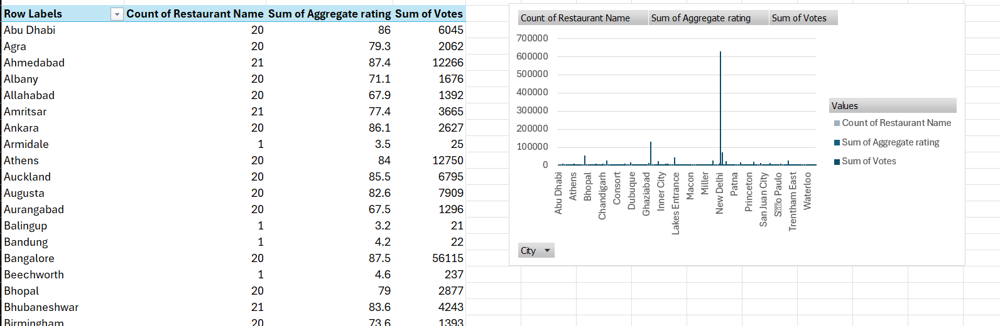 Row Labels Count of Restaurant Name Sum of Aggregate rating Sum of Votes
Abu Dhabi 20 86 6045
Agra 20 79.3 2062
Ahmedabad 21 87.4 12266
Albany 20 71.1 1676
Allahabad 20 67.9 1392
Amritsar 21 77.4 3665
Ankara 20 86.1 2627
Armidale 1 3.5 25
Athens 20 84 12750
Auckland 20 85.5 6795
Augusta 20 82.6 7909
Aurangabad 20 67.5 1296
Balingup 1 3.2 21
Bandung 1 4.2 22
Bangalore 20 87.5 56115
Beechworth 1 4.6 237
Bhopal 20 79 2877
Bhubaneshwar 21 83.6 4243
Birmingham 20 73.6 1393
Count of Restaurant Name Sum of Aggregate rating Sum of Votes
700000
600000
500000
400000
300000
200000
100000
0
Abu Dhabi
Athens
Bhopal
Chandigarh
Consort
Dubuque
Ghaziabad
Inner City
Lakes Entrance
Macon
Miller
New Delhi
Patna
Princeton
San Juan City
Paulo
Trentham East
Waterloo
Values
Count of Restaurant Name
Sum of Aggregate rating
Sum of Votes
City